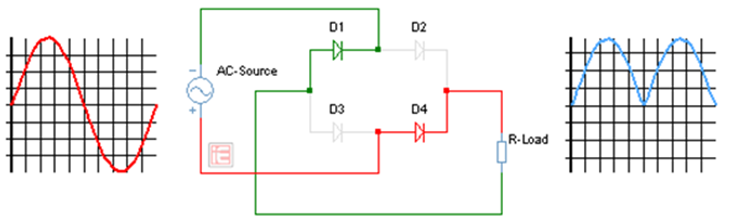 D1
D2
−
AC-Source
+
D3
D4
R-Load